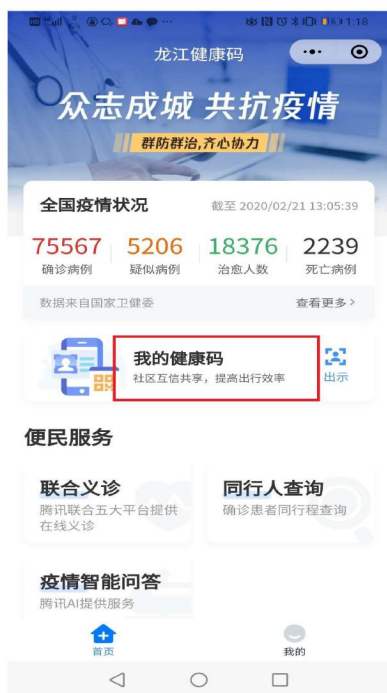 1:18
龙江健康码
众志成城 共抗疫情
群防群治,齐心协力
全国疫情状况 截至 2020/02/21 13:05:39
75567 5206 18376 2239
确诊病例 疑似病例 治愈人数 死亡病例
数据来自国家卫健委 查看更多>
我的健康码
社区互信共享，提高出行效率 出示
便民服务
联合义诊 同行人查询
腾讯联合五大平台提供 确诊患者同行程查询
在线义诊
疫情智能问答
腾讯AI提供服务
首页 我的